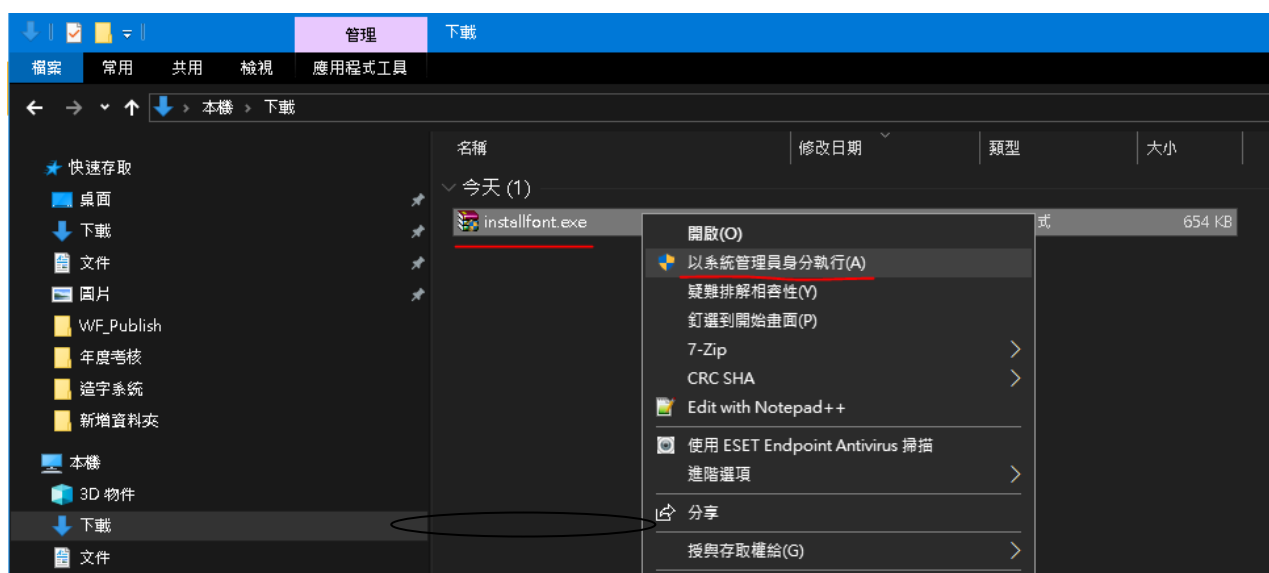 管理 下載
檔案 常用 共用 檢視 應用程式工具
本機 › 下載
名稱 修改日期 類型 大小
快速存取
今天 (1)
桌面
installfont.exe 式 654 KB
下載
開啟(O)
文件
以系統管理員身分執行(A)
圖片
疑難排解相容性(Y)
WF_Publish
釘選到開始畫面(P)
年度考核
7-Zip
造字系統
CRC SHA
新增資料夾
Edit with Notepad++
本機
使用 ESET Endpoint Antivirus 掃描
進階選項
3D 物件
分享
下載
授與存取權給(G)
文件